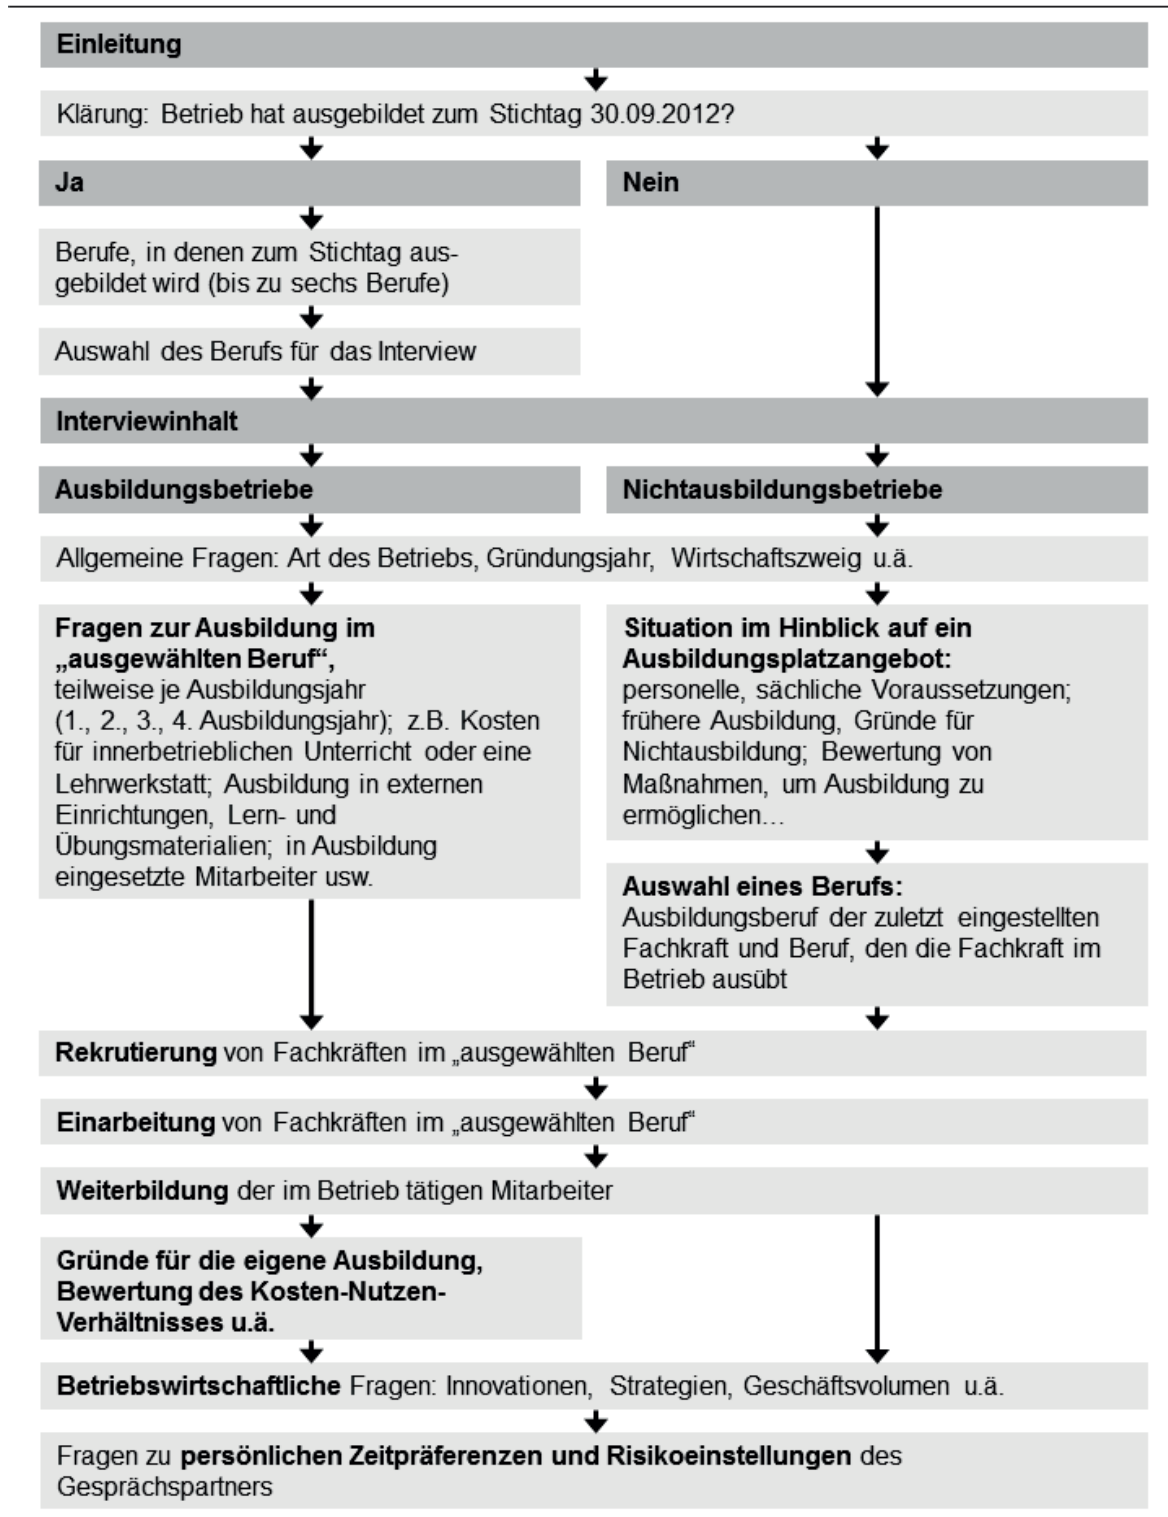 Einleitung
Klärung: Betrieb hat ausgebildet zum Stichtag 30.09.2012?
Ja
Nein
Berufe, in denen zum Stichtag aus-
gebildet wird (bis zu sechs Berufe)
Auswahl des Berufs für das Interview
Interviewinhalt
Ausbildungsbetriebe
Nichtausbildungsbetriebe
Allgemeine Fragen: Art des Betriebs, Gründungsjahr, Wirtschaftszweig u.ä.
Fragen zur Ausbildung im
„ausgewählten Beruf“,
teilweise je Ausbildungsjahr
(1., 2., 3., 4. Ausbildungsjahr); z.B. Kosten
für innerbetrieblichen Unterricht oder eine
Lehrwerkstatt; Ausbildung in externen
Einrichtungen, Lern- und
Übungsmaterialien; in Ausbildung
eingesetzte Mitarbeiter usw.
Situation im Hinblick auf ein
Ausbildungsplatzangebot:
personelle, sächliche Voraussetzungen;
frühere Ausbildung, Gründe für
Nichtausbildung; Bewertung von
Maßnahmen, um Ausbildung zu
ermöglichen…
Auswahl eines Berufs:
Ausbildungsberuf der zuletzt eingestellten
Fachkraft und Beruf, den die Fachkraft im
Betrieb ausübt
Rekrutierung von Fachkräften im „ausgewählten Beruf“
Einarbeitung von Fachkräften im „ausgewählten Beruf“
Weiterbildung der im Betrieb tätigen Mitarbeiter
Gründe für die eigene Ausbildung,
Bewertung des Kosten-Nutzen-
Verhältnisses u.ä.
Betriebswirtschaftliche Fragen: Innovationen, Strategien, Geschäftsvolumen u.ä.
Fragen zu persönlichen Zeitpräferenzen und Risikoeinstellungen des
Gesprächspartners